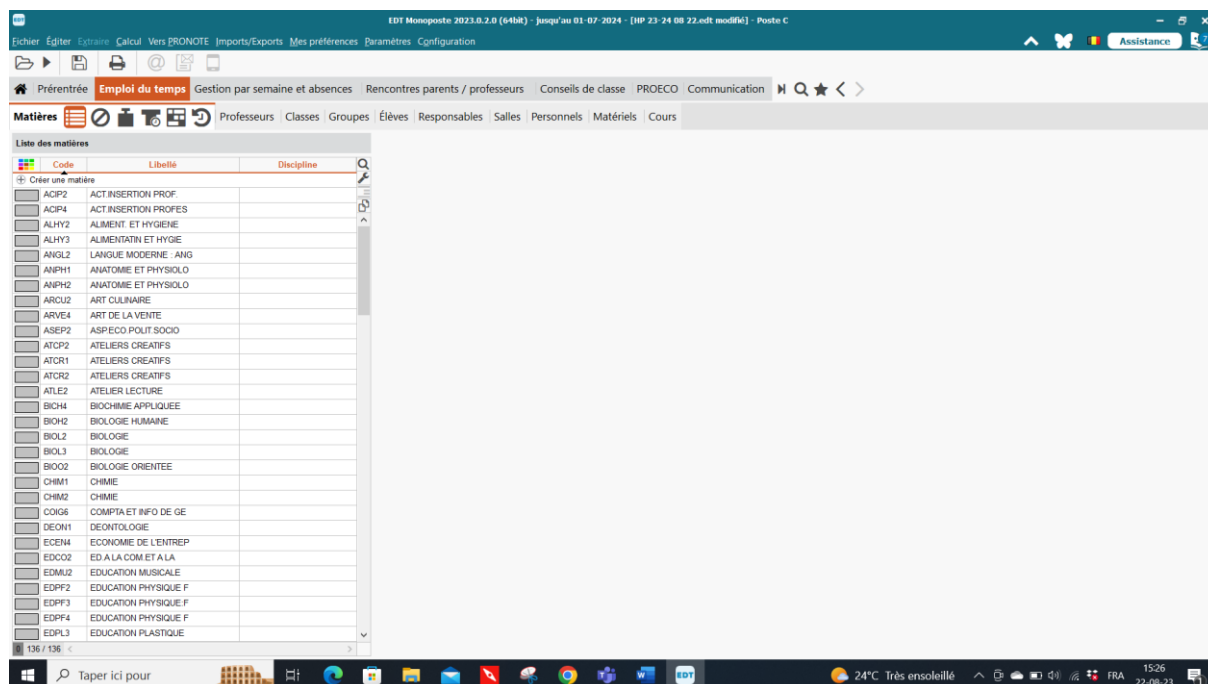 EDT EDT Monoposte 2023.0.2.0 (64bit) - jusqu'au 01-07-2024 - [HP 23-24 08 22.edt modifié] - Poste C
Fichier Éditer Extraire Calcul Vers PRONOTE Imports/Exports Mes préférences Paramètres Configuration Assistance
Prérentrée Emploi du temps Gestion par semaine et absences Rencontres parents / professeurs Conseils de classe PROECO Communication
Matières Professeurs Classes Groupes Élèves Responsables Salles Personnels Matériels Cours
Liste des matières
Code Libellé Discipline
Créer une matière
ACIP2 ACT.INSERTION PROF.
ACIP4 ACT.INSERTION PROFES
ALHY2 ALIMENT. ET HYGIENE
ALHY3 ALIMENTATIN ET HYGIE
ANGL2 LANGUE MODERNE : ANG
ANPH1 ANATOMIE ET PHYSIOLO
ANPH2 ANATOMIE ET PHYSIOLO
ARCU2 ART CULINAIRE
ARVE4 ART DE LA VENTE
ASEP2 ASP.ECO.POLIT.SOCIO
ATCP2 ATELIERS CREATIFS
ATCR1 ATELIERS CREATIFS
ATCR2 ATELIERS CREATIFS
ATLE2 ATELIER LECTURE
BICH4 BIOCHIMIE APPLIQUEE
BIOH2 BIOLOGIE HUMAINE
BIOL2 BIOLOGIE
BIOL3 BIOLOGIE
BIOO2 BIOLOGIE ORIENTEE
CHIM1 CHIMIE
CHIM2 CHIMIE
COIG6 COMPTA ET INFO DE GE
DEON1 DEONTOLOGIE
ECEN4 ECONOMIE DE L'ENTREP
EDCO2 ED A LA COM.ET A LA
EDMU2 EDUCATION MUSICALE
EDPF2 EDUCATION PHYSIQUE F
EDPF3 EDUCATION PHYSIQUE:F
EDPF4 EDUCATION PHYSIQUE F
EDPL3 EDUCATION PLASTIQUE
136 / 136
Taper ici pour EDT 24°C Très ensoleillé FRA 15:26
22-08-23